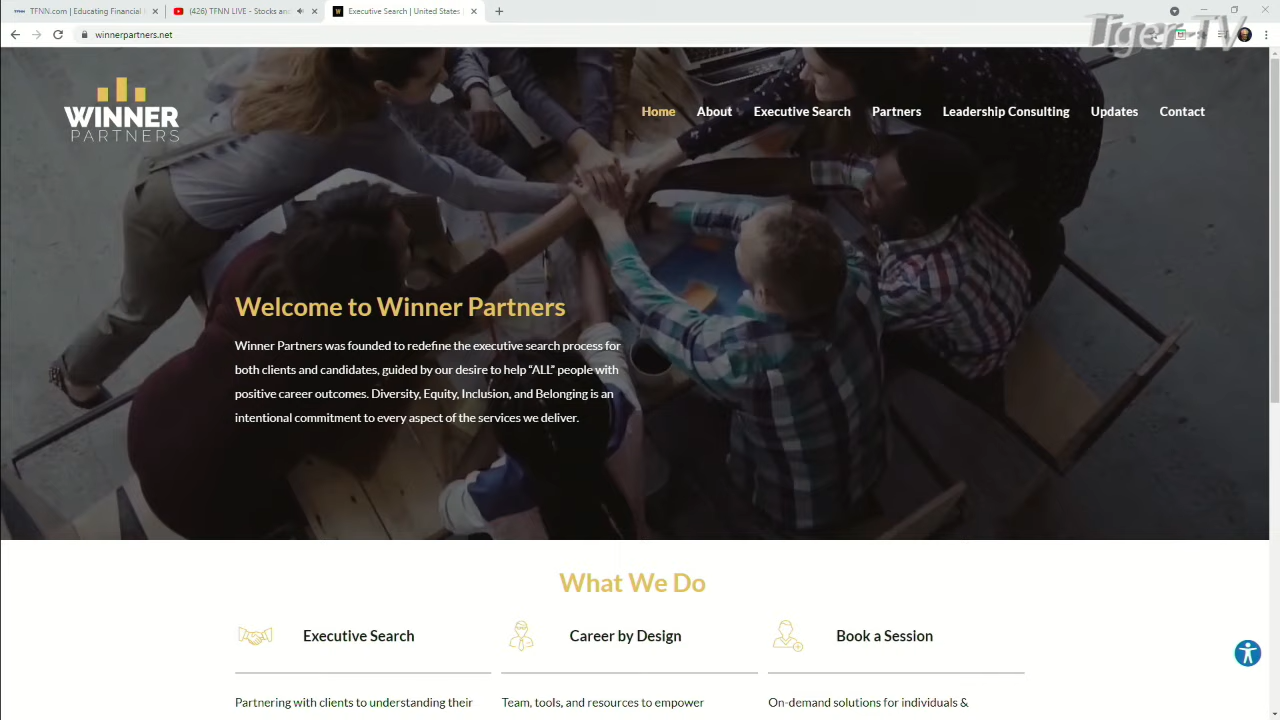 TFNN.com | Educating Financial
(426) TFNN LIVE - Stocks and
Executive Search | United States
Tiger TV
winnerpartners.net
WINNER
PARTNERS
Home
About
Executive Search
Partners
Leadership Consulting
Updates
Contact
Welcome to Winner Partners
Winner Partners was founded to redefine the executive search process for
both clients and candidates, guided by our desire to help “ALL” people with
positive career outcomes. Diversity, Equity, Inclusion, and Belonging is an
intentional commitment to every aspect of the services we deliver.
What We Do
Executive Search
Career by Design
Book a Session
Partnering with clients to understanding their
Team, tools, and resources to empower
On-demand solutions for individuals &